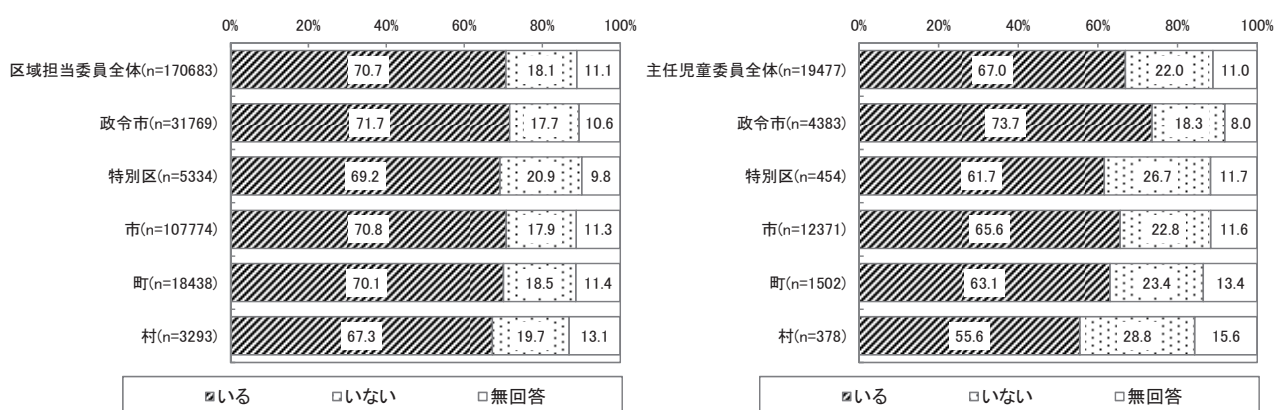 0% 20% 40% 60% 80% 100%
区域担当委員全体(n=170683) 70.7 18.1 11.1
政令市(n=31769) 71.7 17.7 10.6
特別区(n=5334) 69.2 20.9 9.8
市(n=107774) 70.8 17.9 11.3
町(n=18438) 70.1 18.5 11.4
村(n=3293) 67.3 19.7 13.1
いる いない 無回答
0% 20% 40% 60% 80% 100%
主任児童委員全体(n=19477) 67.0 22.0 11.0
政令市(n=4383) 73.7 18.3 8.0
特別区(n=454) 61.7 26.7 11.7
市(n=12371) 65.6 22.8 11.6
町(n=1502) 63.1 23.4 13.4
村(n=378) 55.6 28.8 15.6
いる いない 無回答